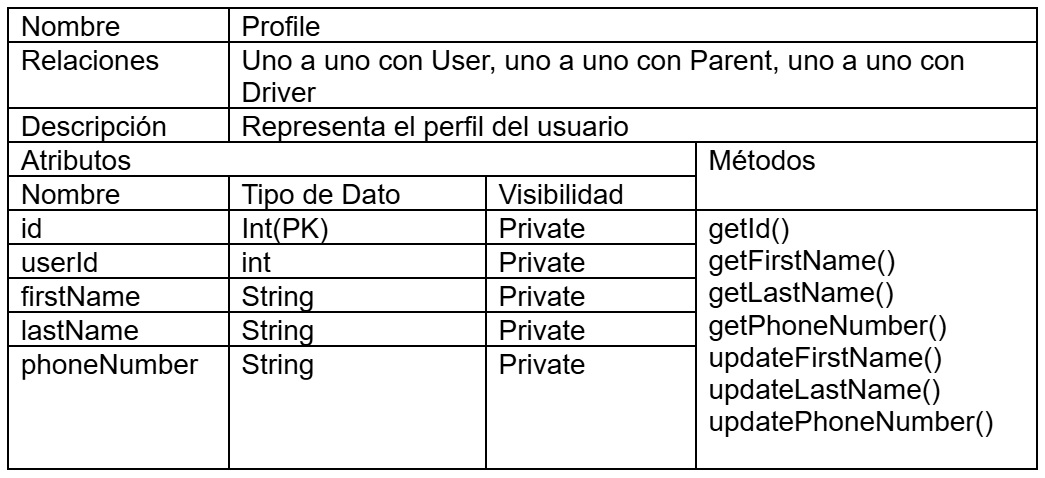 Nombre Profile
Relaciones Uno a uno con User, uno a uno con Parent, uno a uno con
Driver
Descripción Representa el perfil del usuario
Atributos Métodos
Nombre Tipo de Dato Visibilidad
id Int(PK) Private getId()
userId int Private getFirstName()
firstName String Private getLastName()
lastName String Private getPhoneNumber()
phoneNumber String Private updateFirstName()
updateLastName()
updatePhoneNumber()